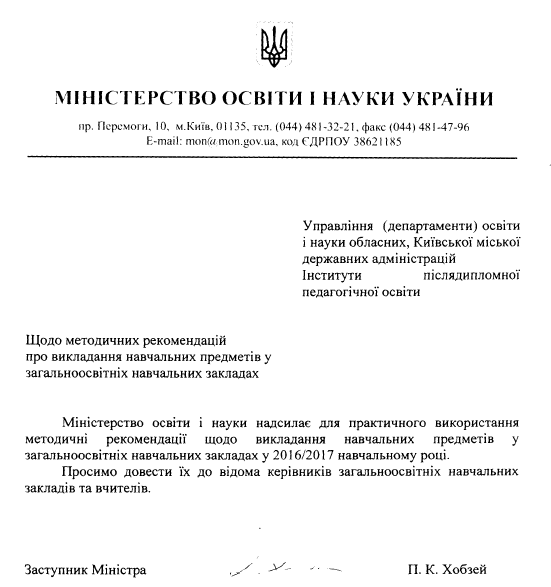 МІНІСТЕРСТВО ОСВІТИ І НАУКИ УКРАЇНИ
пр. Перемоги, 10, м.Київ, 01135, тел. (044) 481-32-21, факс (044) 481-47-96
E-mail: mon@mon.gov.ua, код ЄДРПОУ 38621185
Управління (департаменти) освіти
і науки обласних, Київської міської
державних адміністрацій
Інститути післядипломної
педагогічної освіти
Щодо методичних рекомендацій
про викладання навчальних предметів у
загальноосвітніх навчальних закладах
Міністерство освіти і науки надсилає для практичного використання
методичні рекомендації щодо викладання навчальних предметів у
загальноосвітніх навчальних закладах у 2016/2017 навчальному році.
Просимо довести їх до відома керівників загальноосвітніх навчальних
закладів та вчителів.
Заступник Міністра П. К. Хобзей